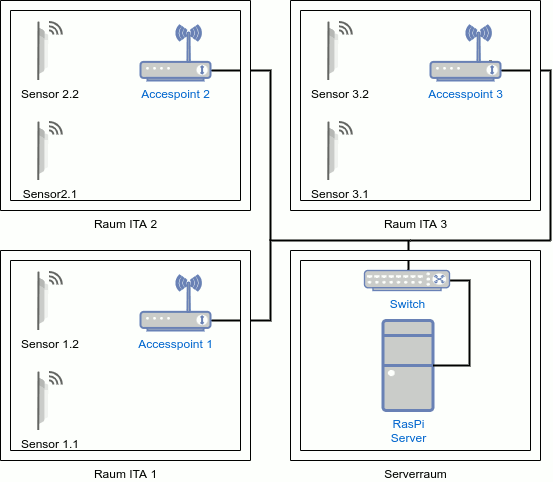 Sensor 2.2
Accesspoint 2
Sensor2.1
Raum ITA 2
Sensor 3.2
Accesspoint 3
Sensor 3.1
Raum ITA 3
Sensor 1.2
Accesspoint 1
Sensor 1.1
Raum ITA 1
Switch
RasPi
Server
Serverraum